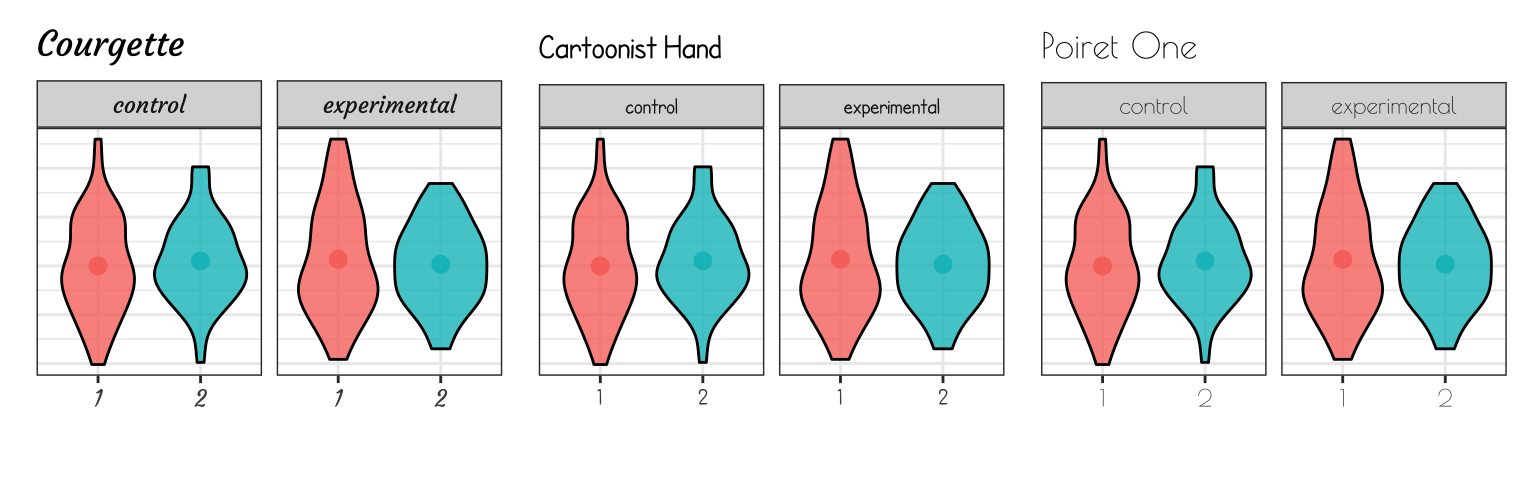 Courgette
control experimental
1 2 1 2
Cartoonist Hand
control experimental
1 2 1 2
Poiret One
control experimental
1 2 1 2